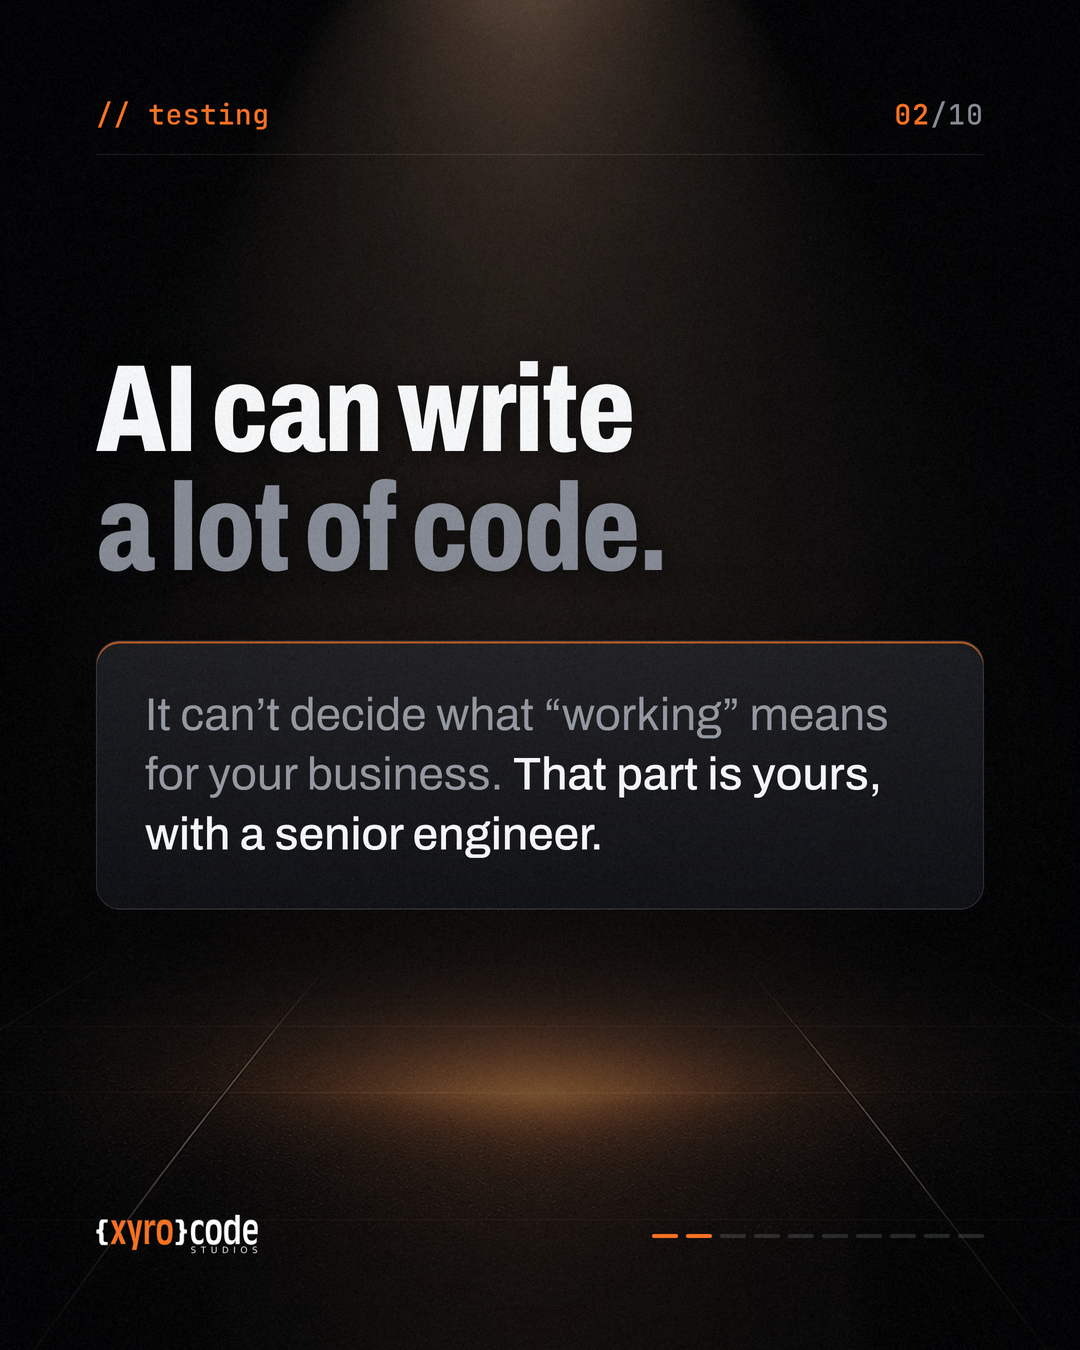 // testing
02/10
AI can write
a lot of code.
It can’t decide what “working” means
for your business. That part is yours,
with a senior engineer.
{xyro}code
STUDIOS